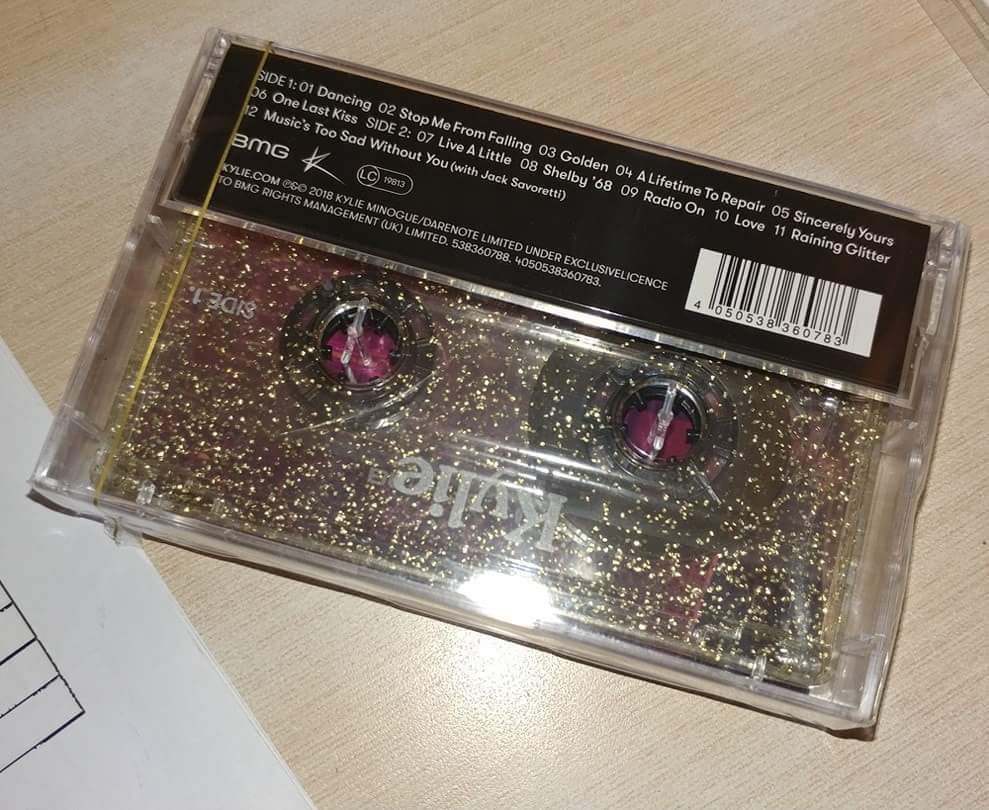 SIDE 1: 01 Dancing 02 Stop Me From Falling 03 Golden 04 A Lifetime To Repair 05 Sincerely Yours
06 One Last Kiss SIDE 2: 07 Live A Little 08 Shelby '68 09 Radio On 10 Love 11 Raining Glitter
12 Music's Too Sad Without You (with Jack Savoretti)
BMG K LC 19813
KYLIE.COM ℗&© 2018 KYLIE MINOGUE/DARENOTE LIMITED UNDER EXCLUSIVELICENCE
TO BMG RIGHTS MANAGEMENT (UK) LIMITED. 538360788. 4050538360783.
4 050538 360783
SIDE 1.
Kylie